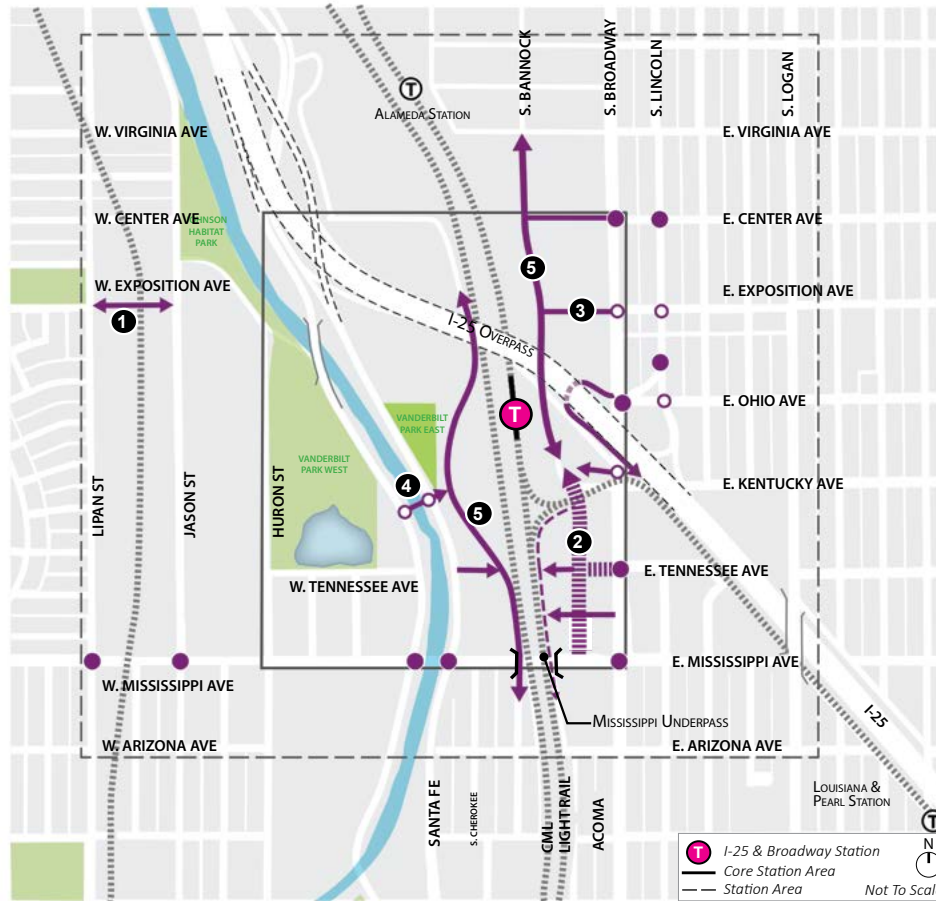 S. BANNOCK
S. BROADWAY
S. LINCOLN
S. LOGAN
T
ALAMEDA STATION
W. VIRGINIA AVE
E. VIRGINIA AVE
W. CENTER AVE
E. CENTER AVE
HABITAT
PARK
5
W. EXPOSITION AVE
E. EXPOSITION AVE
1
3
I-25 OVERPASS
T
E. OHIO AVE
VANDERBILT
PARK EAST
VANDERBILT
PARK WEST
LIPAN ST
JASON ST
HURON ST
4
E. KENTUCKY AVE
5
2
W. TENNESSEE AVE
E. TENNESSEE AVE
W. MISSISSIPPI AVE
E. MISSISSIPPI AVE
MISSISSIPPI UNDERPASS
I-25
W. ARIZONA AVE
E. ARIZONA AVE
SANTA FE
S. CHEROKEE
CML
LIGHT RAIL
ACOMA
LOUISIANA &
PEARL STATION
T
T I-25 & Broadway Station
Core Station Area
Station Area
N
Not To Scal